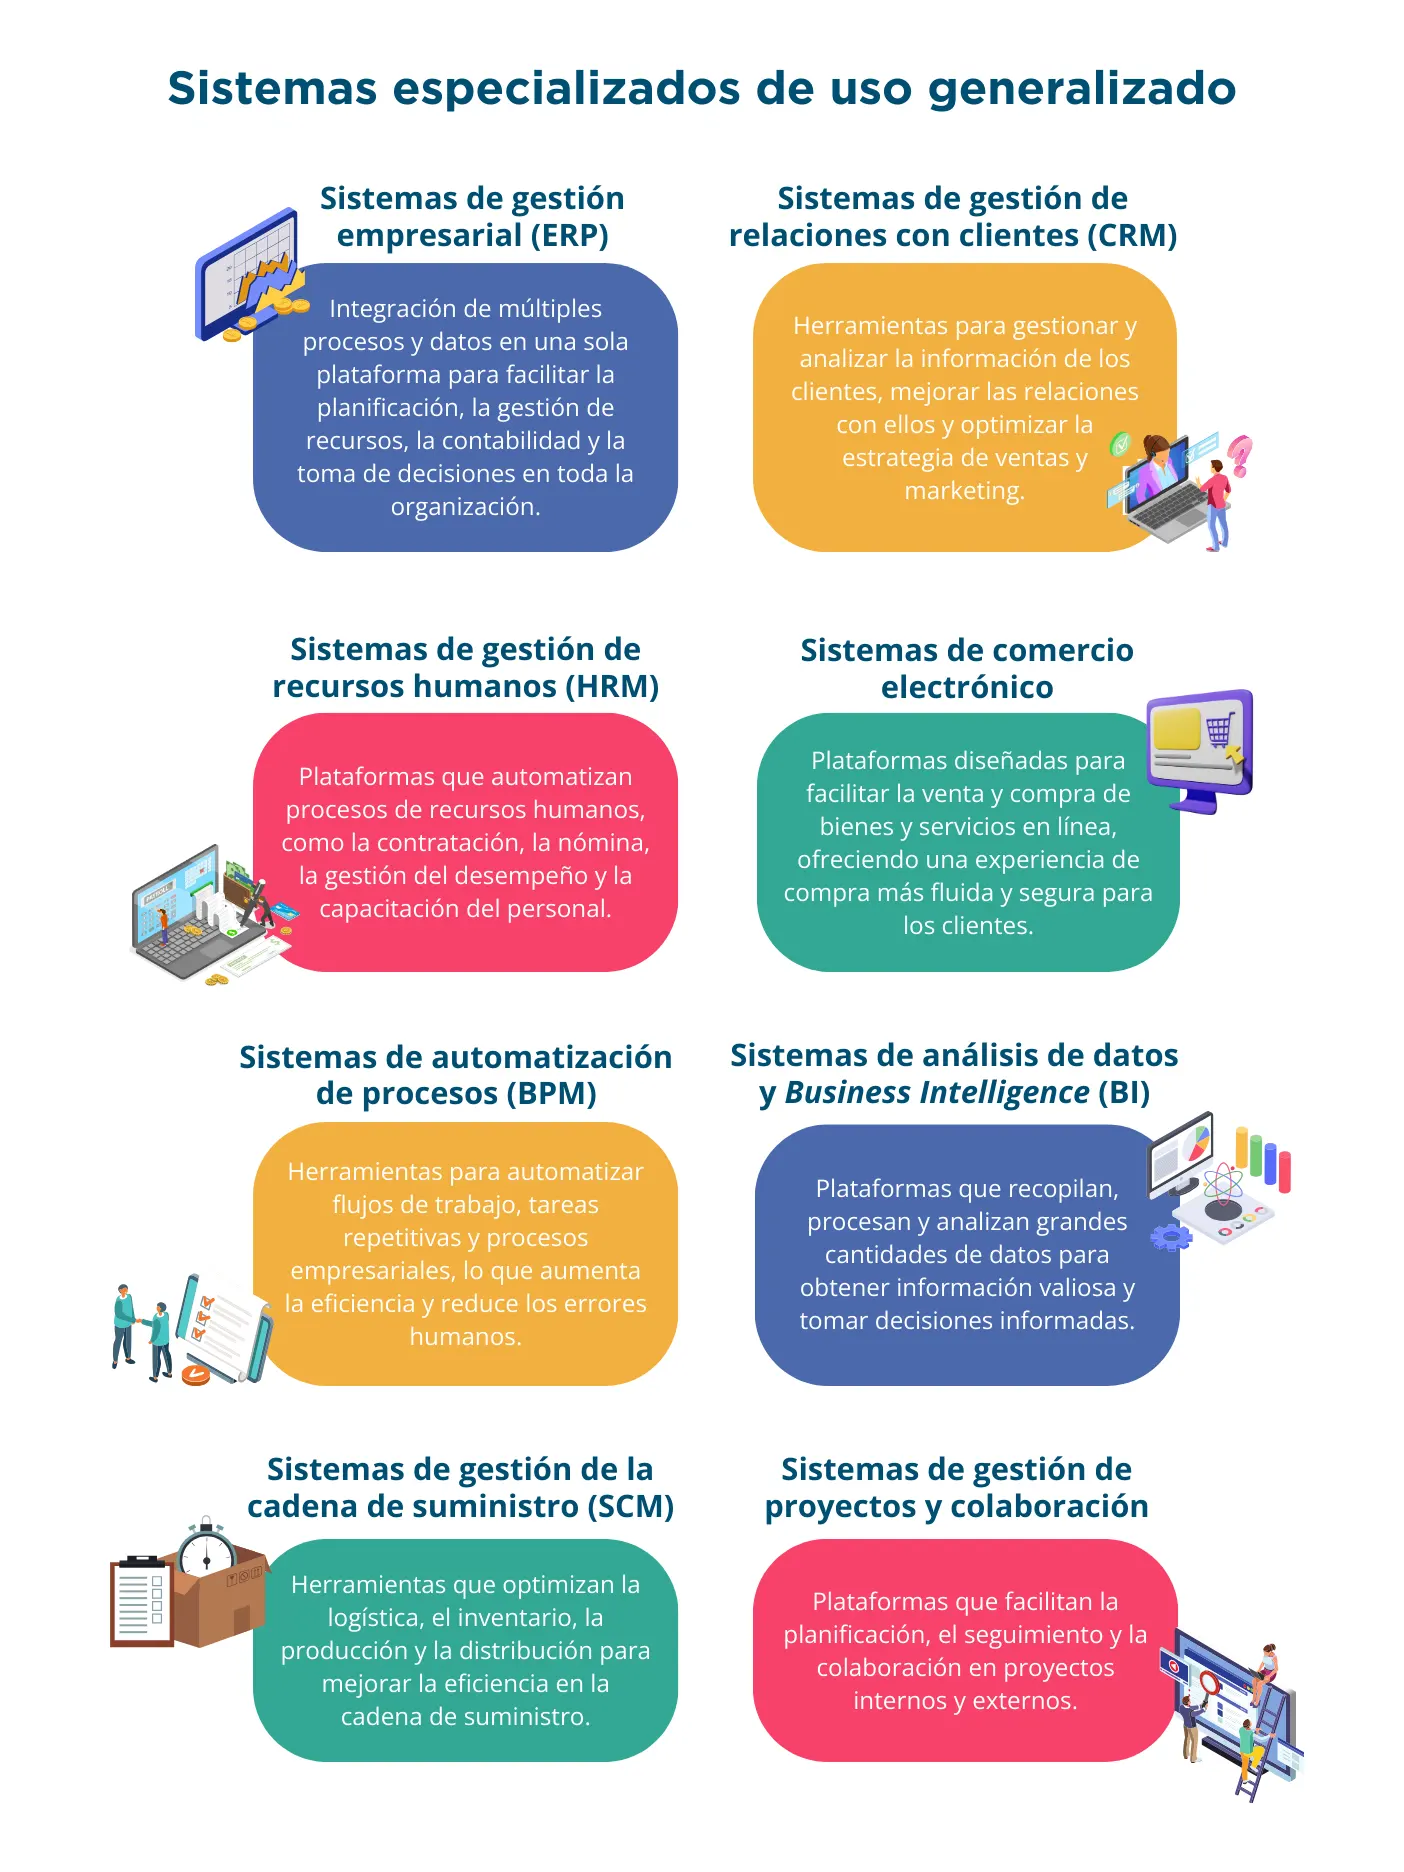 Sistemas especializados de uso generalizado
Sistemas de gestión
empresarial (ERP)
Integración de múltiples
procesos y datos en una sola
plataforma para facilitar la
planificación, la gestión de
recursos, la contabilidad y la
toma de decisiones en toda la
organización.
Sistemas de gestión de
relaciones con clientes (CRM)
Herramientas para gestionar y
analizar la información de los
clientes, mejorar las relaciones
con ellos y optimizar la
estrategia de ventas y
marketing.
Sistemas de gestión de
recursos humanos (HRM)
Plataformas que automatizan
procesos de recursos humanos,
como la contratación, la nómina,
la gestión del desempeño y la
capacitación del personal.
Sistemas de comercio
electrónico
Plataformas diseñadas para
facilitar la venta y compra de
bienes y servicios en línea,
ofreciendo una experiencia de
compra más fluida y segura para
los clientes.
Sistemas de automatización
de procesos (BPM)
Herramientas para automatizar
flujos de trabajo, tareas
repetitivas y procesos
empresariales, lo que aumenta
la eficiencia y reduce los errores
humanos.
Sistemas de análisis de datos
y Business Intelligence (BI)
Plataformas que recopilan,
procesan y analizan grandes
cantidades de datos para
obtener información valiosa y
tomar decisiones informadas.
Sistemas de gestión de la
cadena de suministro (SCM)
Herramientas que optimizan la
logística, el inventario, la
producción y la distribución para
mejorar la eficiencia en la
cadena de suministro.
Sistemas de gestión de
proyectos y colaboración
Plataformas que facilitan la
planificación, el seguimiento y la
colaboración en proyectos
internos y externos.